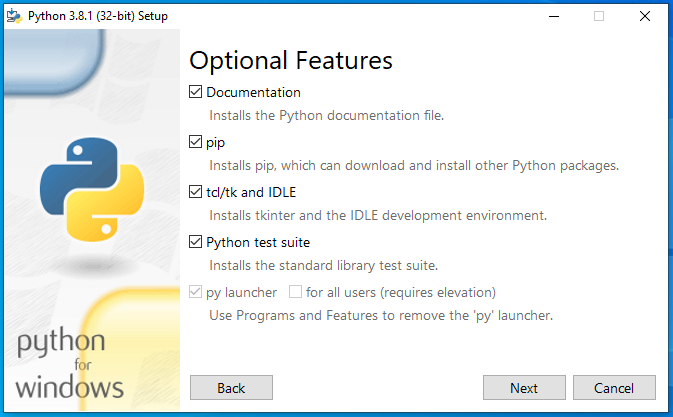 Python 3.8.1 (32-bit) Setup
Optional Features
Documentation
Installs the Python documentation file.
pip
Installs pip, which can download and install other Python packages.
tcl/tk and IDLE
Installs tkinter and the IDLE development environment.
Python test suite
Installs the standard library test suite.
py launcher for all users (requires elevation)
Use Programs and Features to remove the 'py' launcher.
python
for
windows
Back Next Cancel